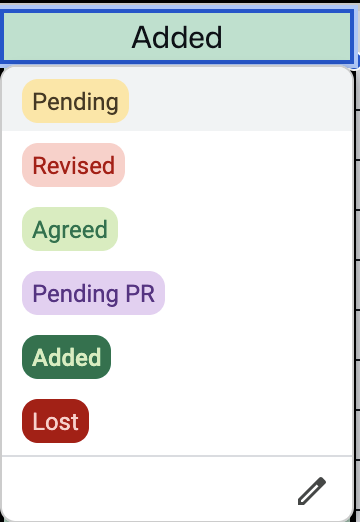 Added
Pending
Revised
Agreed
Pending PR
Added
Lost